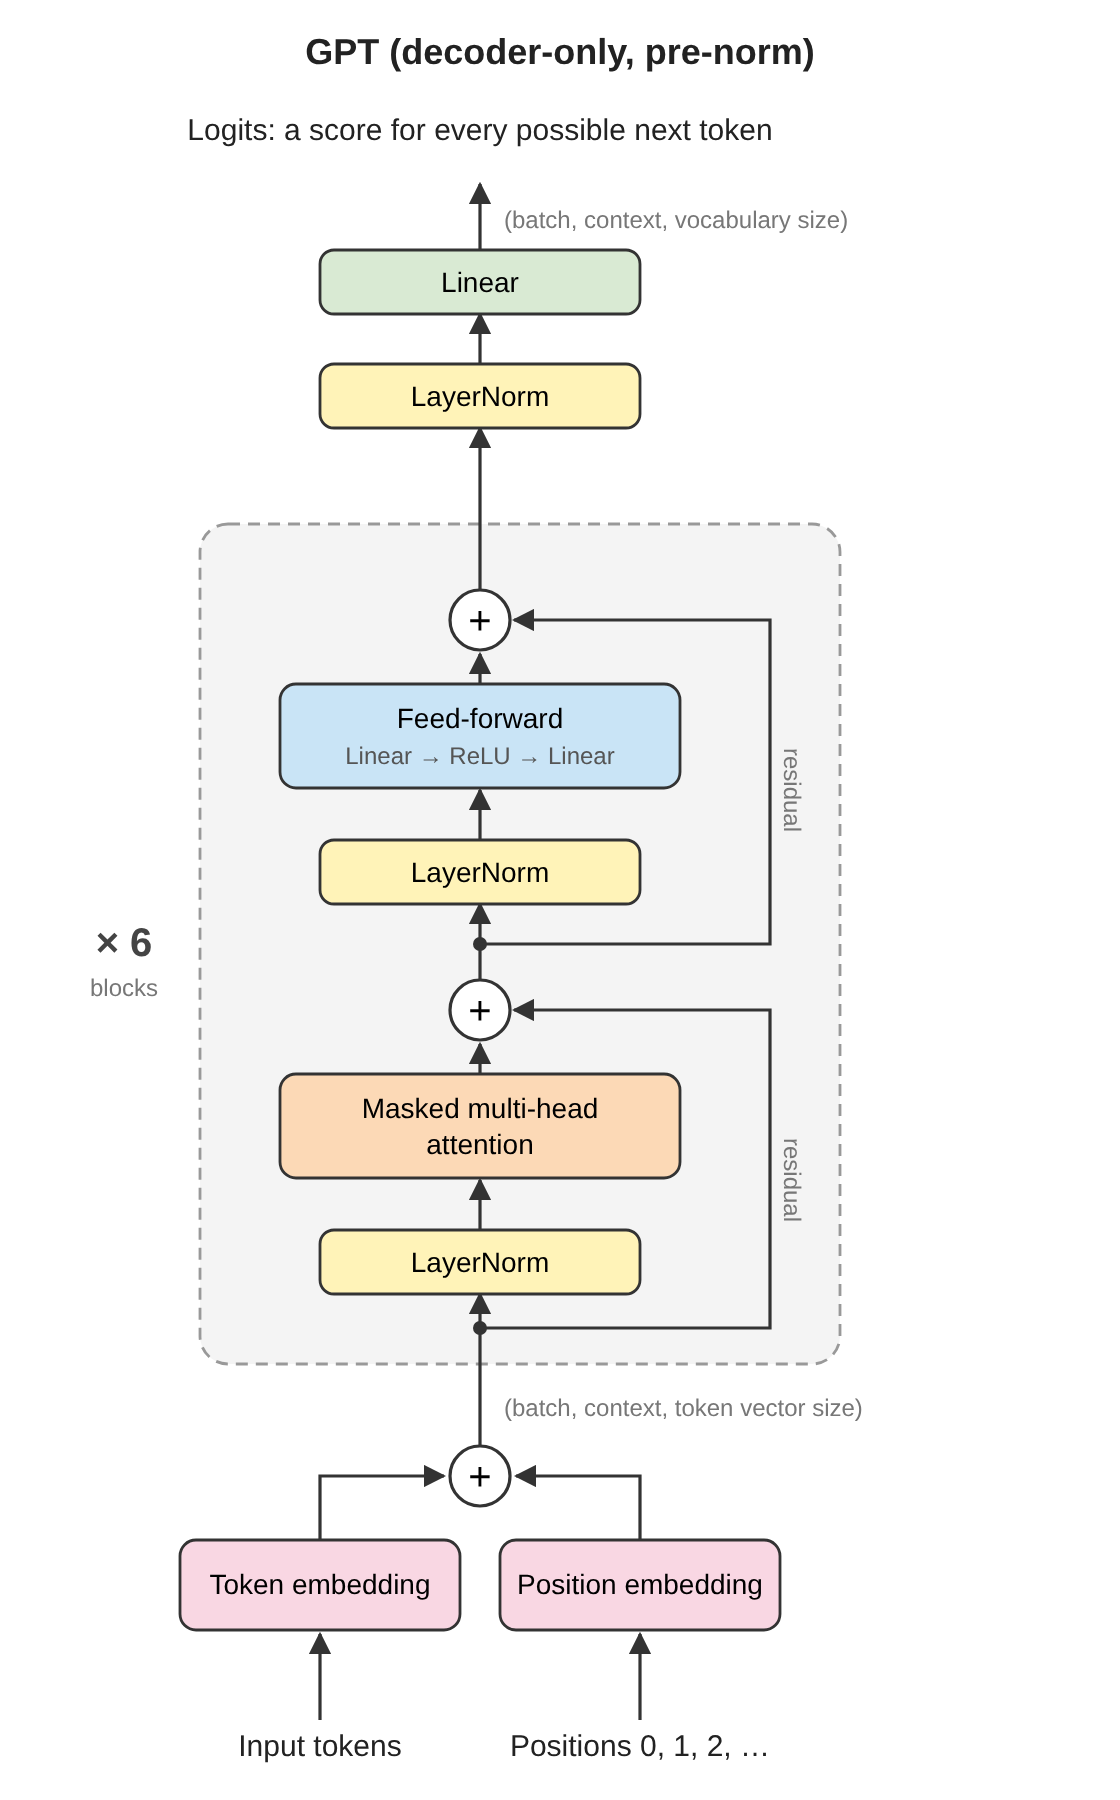 GPT (decoder-only, pre-norm)
Logits: a score for every possible next token
(batch, context, vocabulary size)
Linear
LayerNorm
+
Feed-forward
Linear → ReLU → Linear
residual
LayerNorm
× 6
blocks
+
Masked multi-head
attention
residual
LayerNorm
(batch, context, token vector size)
+
Token embedding
Position embedding
Input tokens
Positions 0, 1, 2, …